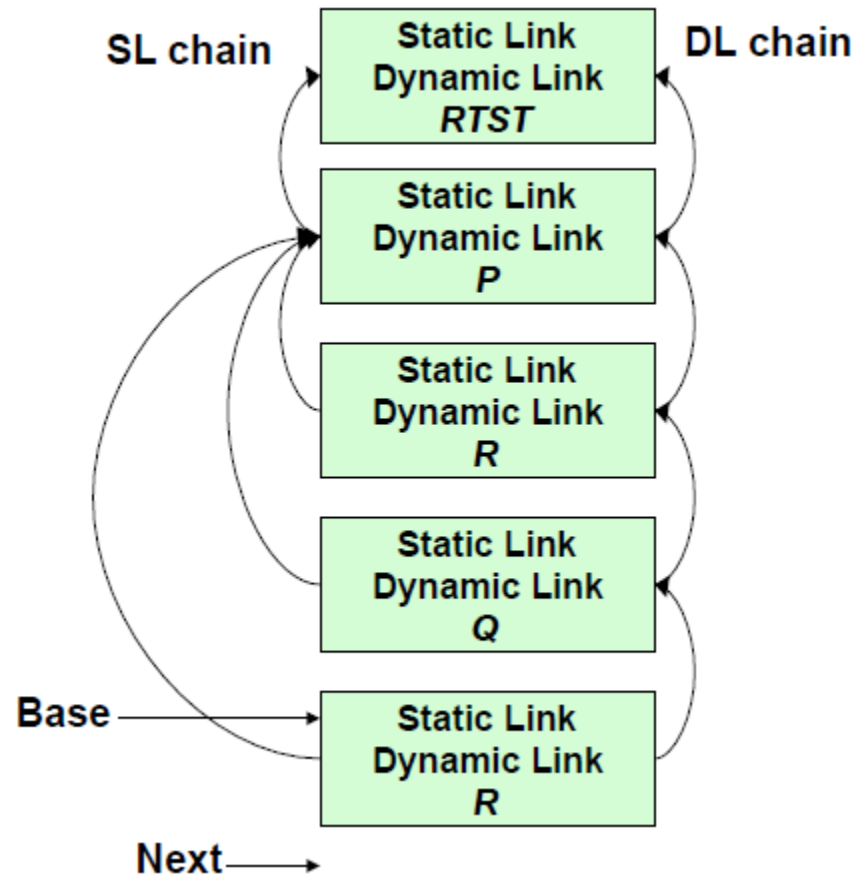 SL chain
DL chain
Static Link
Dynamic Link
RTST
Static Link
Dynamic Link
P
Static Link
Dynamic Link
R
Static Link
Dynamic Link
Q
Base
Static Link
Dynamic Link
R
Next